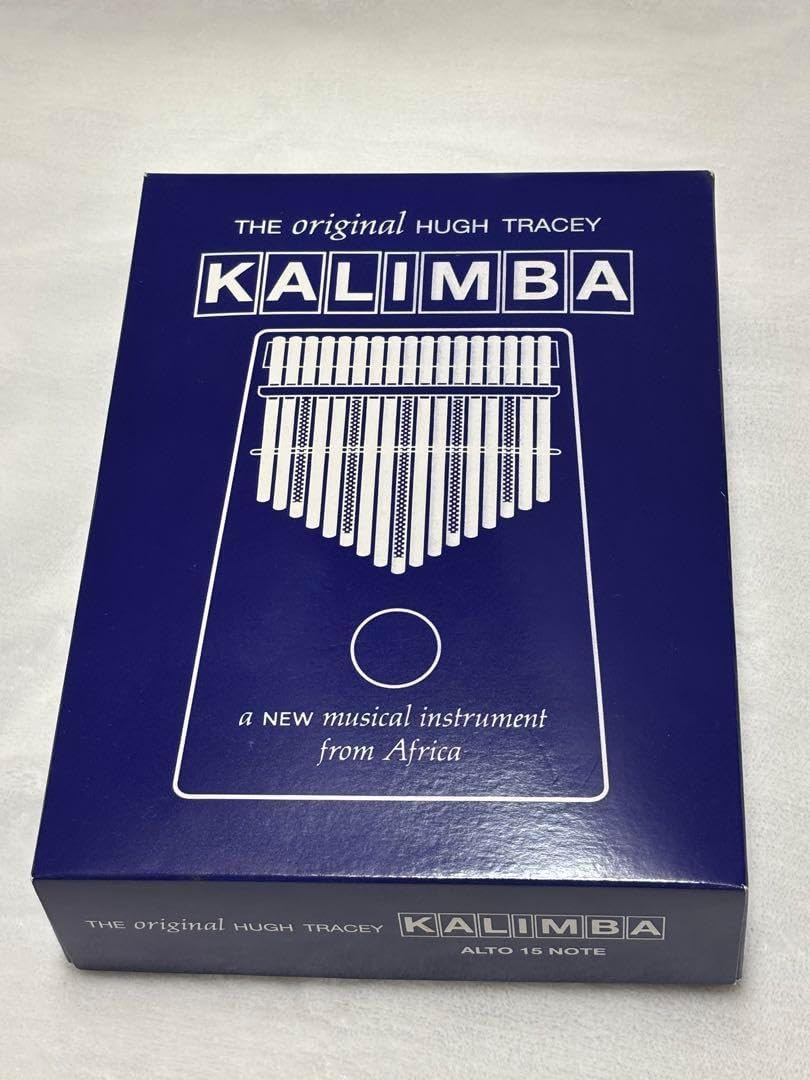 THE original HUGH TRACEY
KALIMBA
a NEW musical instrument
from Africa
THE original HUGH TRACEY KALIMBA
ALTO 15 NOTE